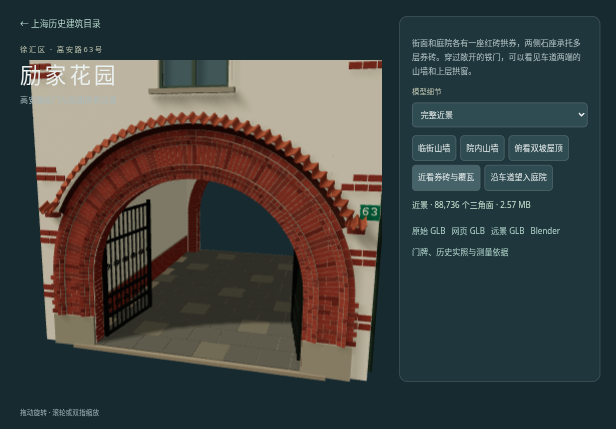 ← 上海历史建筑目录
徐汇区 · 高安路63号
励家花园
高安
63
街面和庭院各有一座红砖拱券，两侧石座承托多
层券砖。穿过敞开的铁门，可以看见车道两端的
山墙和上层拱窗。
模型细节
完整近景
临街山墙
院内山墙
俯看双坡屋顶
近看券砖与覆瓦
沿车道望入庭院
近景 · 88,736 个三角面 · 2.57 MB
原始 GLB 网页 GLB 远景 GLB Blender
门牌、历史实照与测量依据
拖动旋转 · 滚轮或双指缩放